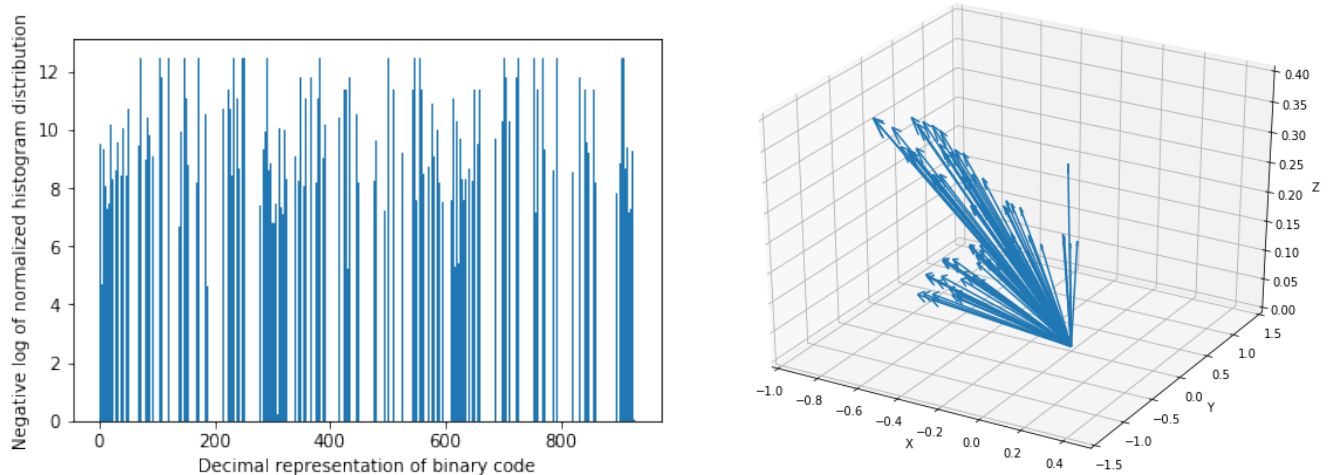 Negative log of normalized histogram distribution
12
10
8
6
4
2
0
0 200 400 600 800
Decimal representation of binary code
0.40
0.35
0.30
0.25
0.20
0.15
0.10
0.05
0.00
Z
−1.0 −0.8 −0.6 −0.4 −0.2 0.0 0.2 0.4
X
−1.5 −1.0 −0.5 0.0 0.5 1.0 1.5
Y